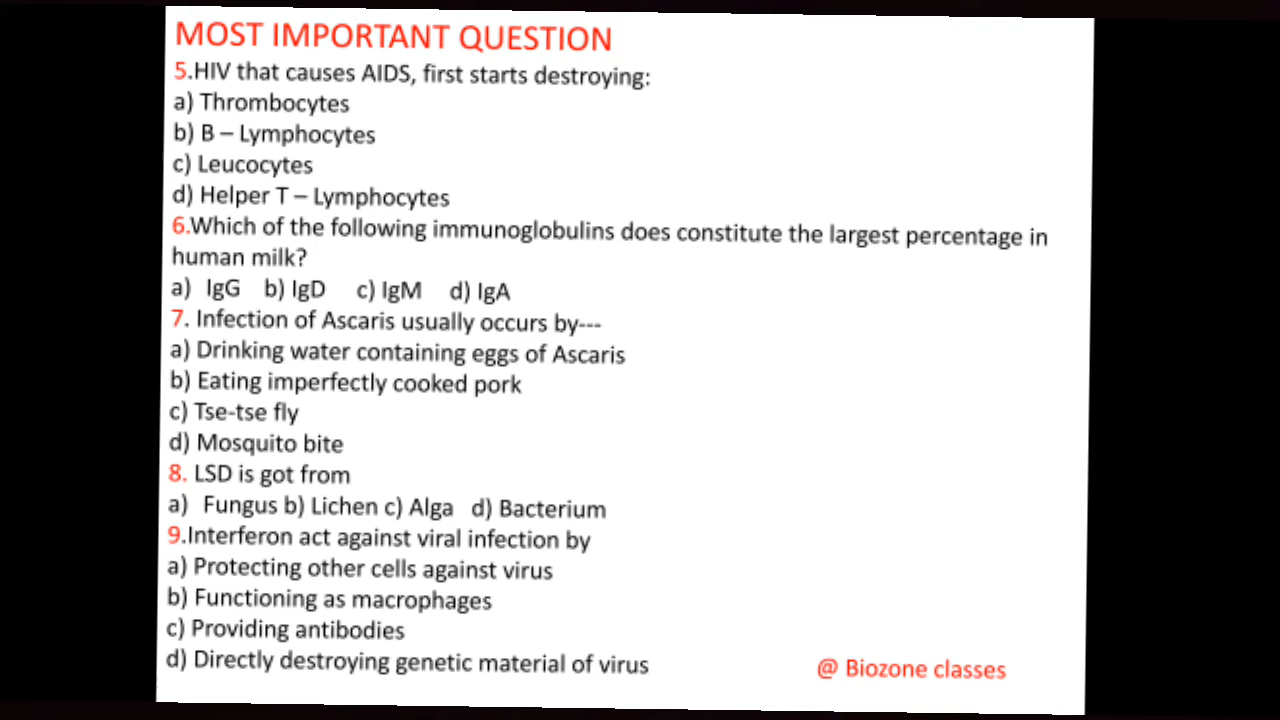 MOST IMPORTANT QUESTION
5.HIV that causes AIDS, first starts destroying:
a) Thrombocytes
b) B – Lymphocytes
c) Leucocytes
d) Helper T – Lymphocytes
6.Which of the following immunoglobulins does constitute the largest percentage in
human milk?
a) IgG b) IgD c) IgM d) IgA
7. Infection of Ascaris usually occurs by---
a) Drinking water containing eggs of Ascaris
b) Eating imperfectly cooked pork
c) Tse-tse fly
d) Mosquito bite
8. LSD is got from
a) Fungus b) Lichen c) Alga d) Bacterium
9.Interferon act against viral infection by
a) Protecting other cells against virus
b) Functioning as macrophages
c) Providing antibodies
d) Directly destroying genetic material of virus
@ Biozone classes